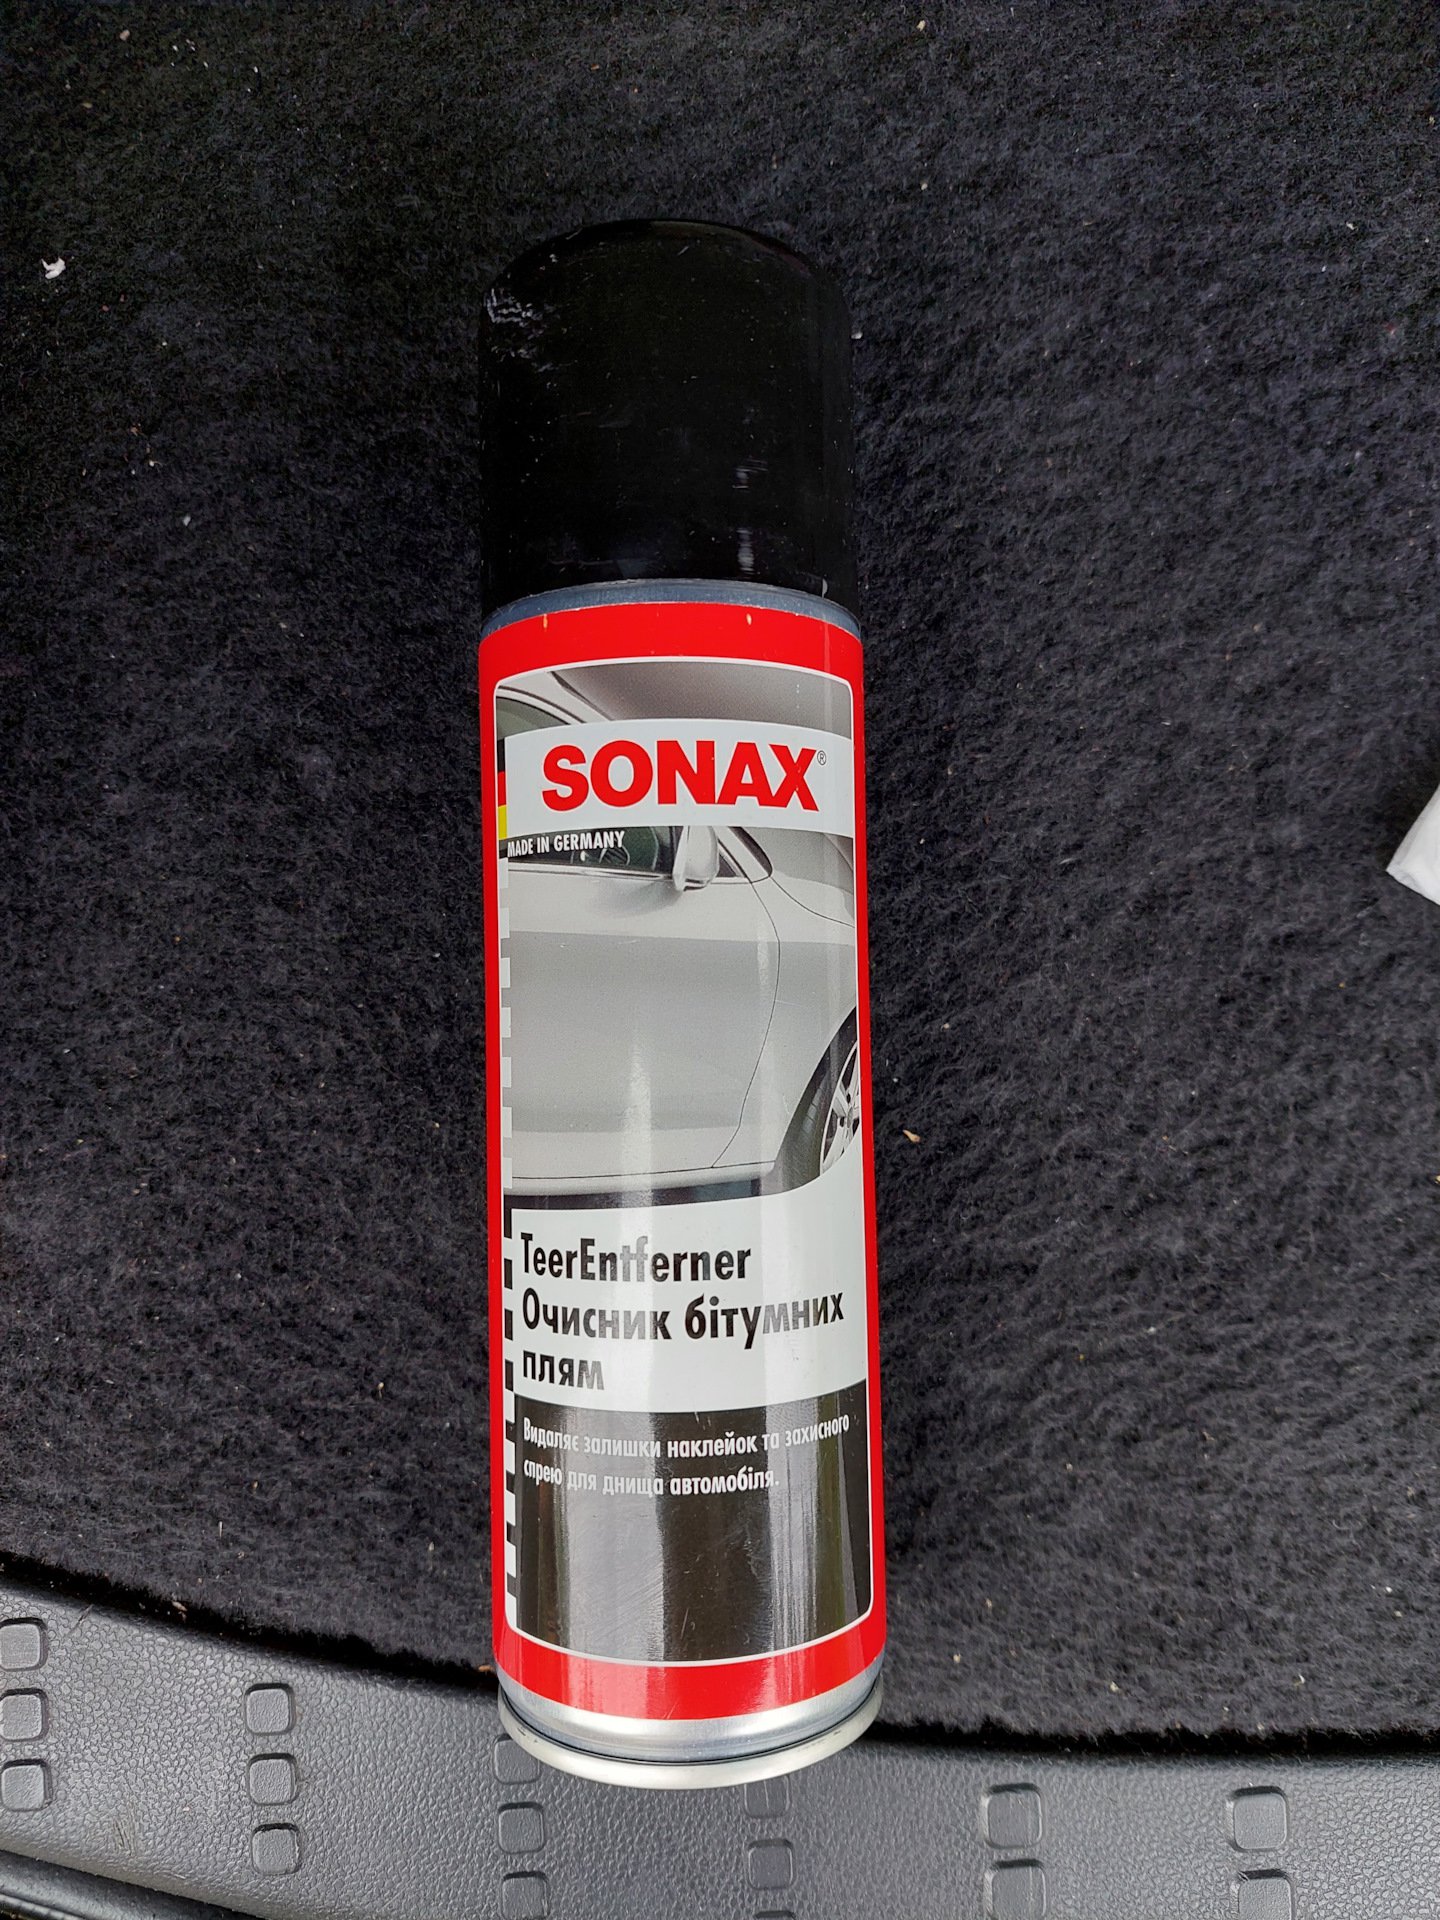 SONAX®
MADE IN GERMANY
TeerEntferner
Очисник бітумних
плям
Видаляє залишки наклейок та захисного
спрею для днища автомобіля.